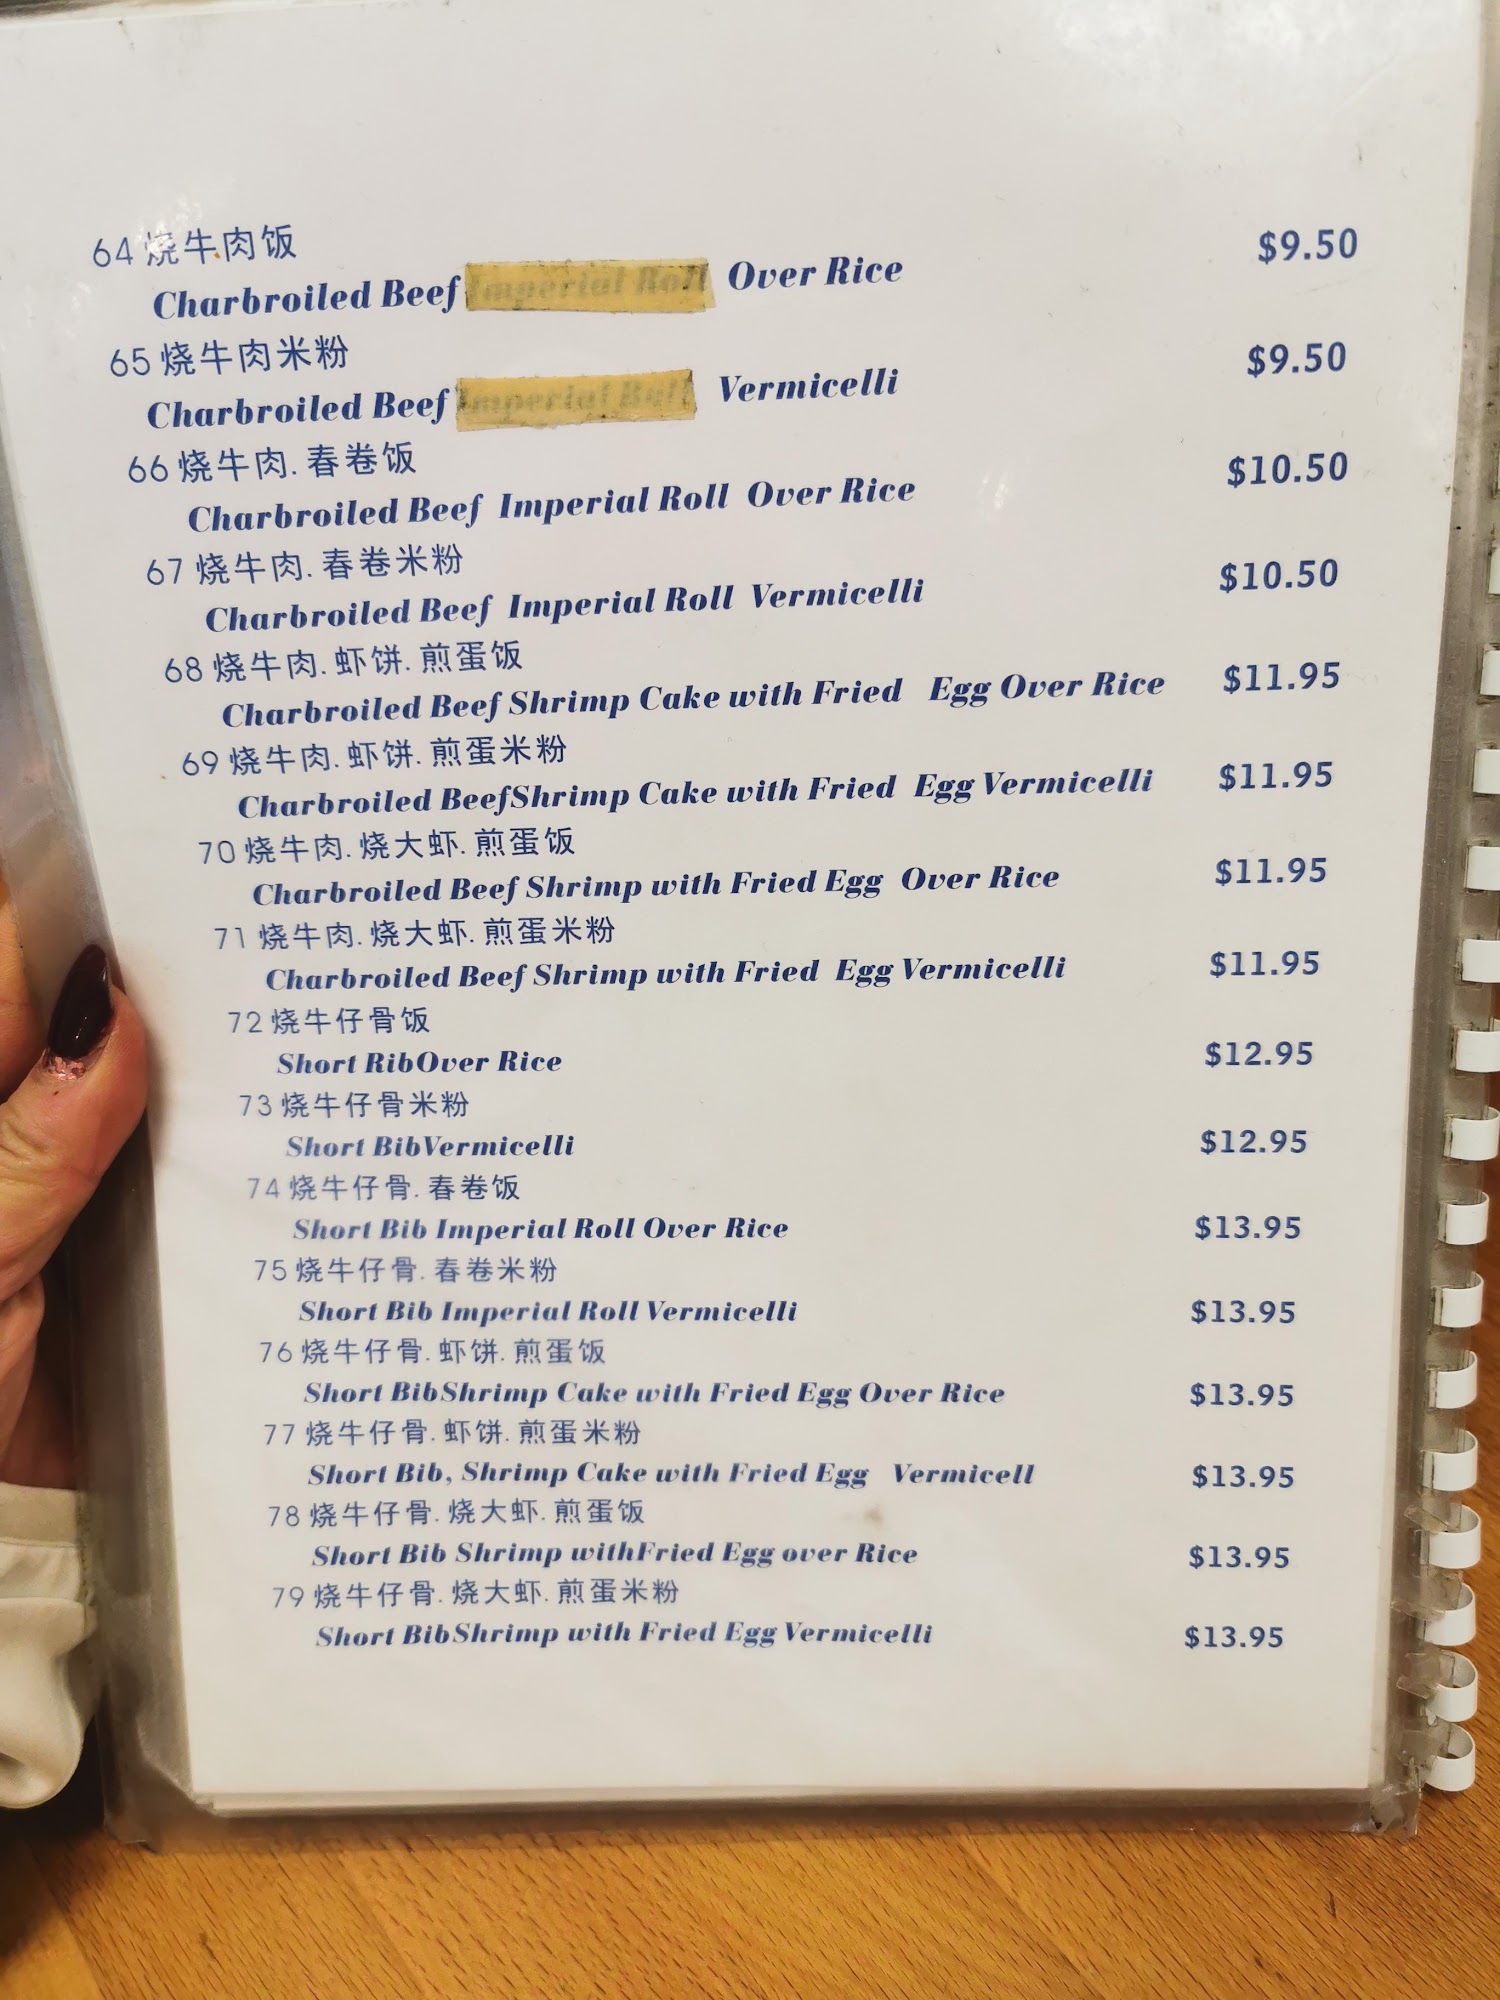 64 烧牛肉饭 $9.50
Charbroiled Beef Imperial Roll Over Rice
65 烧牛肉米粉 $9.50
Charbroiled Beef Imperial Roll Vermicelli
66 烧牛肉. 春卷饭 $10.50
Charbroiled Beef Imperial Roll Over Rice
67 烧牛肉. 春卷米粉 $10.50
Charbroiled Beef Imperial Roll Vermicelli
68 烧牛肉. 虾饼. 煎蛋饭
Charbroiled Beef Shrimp Cake with Fried Egg Over Rice $11.95
69 烧牛肉. 虾饼. 煎蛋米粉
Charbroiled BeefShrimp Cake with Fried Egg Vermicelli $11.95
70 烧牛肉. 烧大虾. 煎蛋饭
Charbroiled Beef Shrimp with Fried Egg Over Rice $11.95
71 烧牛肉. 烧大虾. 煎蛋米粉
Charbroiled Beef Shrimp with Fried Egg Vermicelli $11.95
72 烧牛仔骨饭
Short RibOver Rice $12.95
73 烧牛仔骨米粉
Short BibVermicelli $12.95
74 烧牛仔骨. 春卷饭
Short Bib Imperial Roll Over Rice $13.95
75 烧牛仔骨. 春卷米粉
Short Bib Imperial Roll Vermicelli $13.95
76 烧牛仔骨. 虾饼. 煎蛋饭
Short BibShrimp Cake with Fried Egg Over Rice $13.95
77 烧牛仔骨. 虾饼. 煎蛋米粉
Short Bib, Shrimp Cake with Fried Egg Vermicell $13.95
78 烧牛仔骨. 烧大虾. 煎蛋饭
Short Bib Shrimp withFried Egg over Rice $13.95
79 烧牛仔骨. 烧大虾. 煎蛋米粉
Short BibShrimp with Fried Egg Vermicelli $13.95